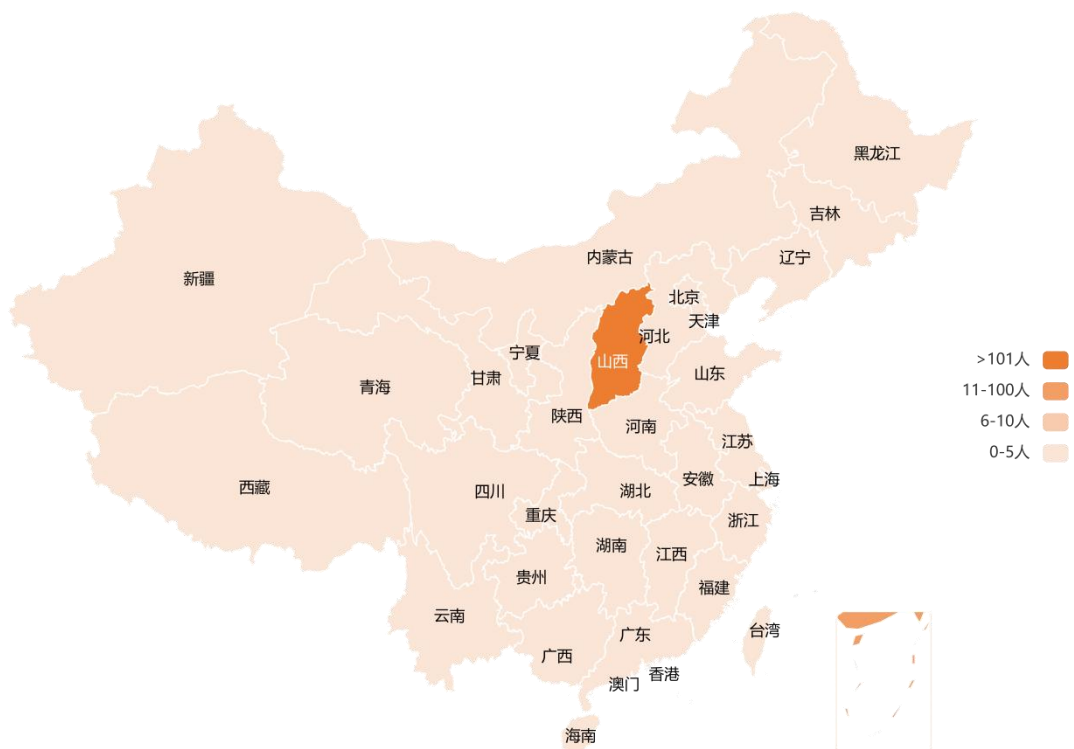 黑龙江
吉林
辽宁
内蒙古
新疆
北京
天津
河北
宁夏
山西
山东
甘肃
青海
陕西
河南
江苏
安徽
上海
西藏
四川
湖北
重庆
浙江
湖南
江西
贵州
福建
云南
广东
台湾
广西
香港
澳门
海南
>101人
11-100人
6-10人
0-5人